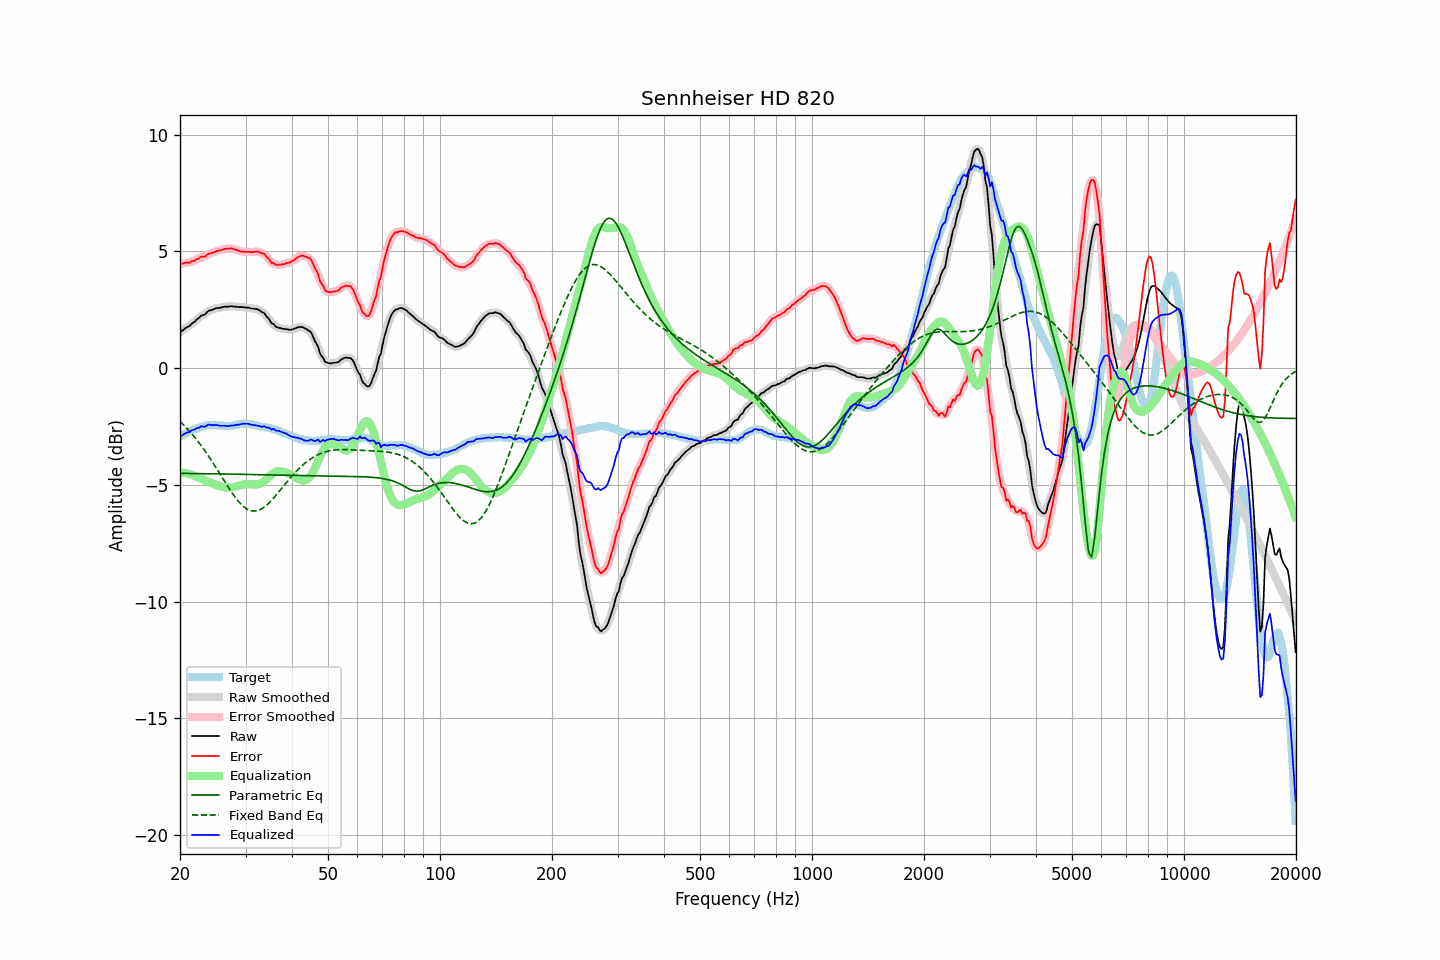 Sennheiser HD 820
10
5
0
−5
−10
−15
−20
Amplitude (dBr)
Target
Raw Smoothed
Error Smoothed
Raw
Error
Equalization
Parametric Eq
Fixed Band Eq
Equalized
20 50 100 200 500 1000 2000 5000 10000 20000
Frequency (Hz)